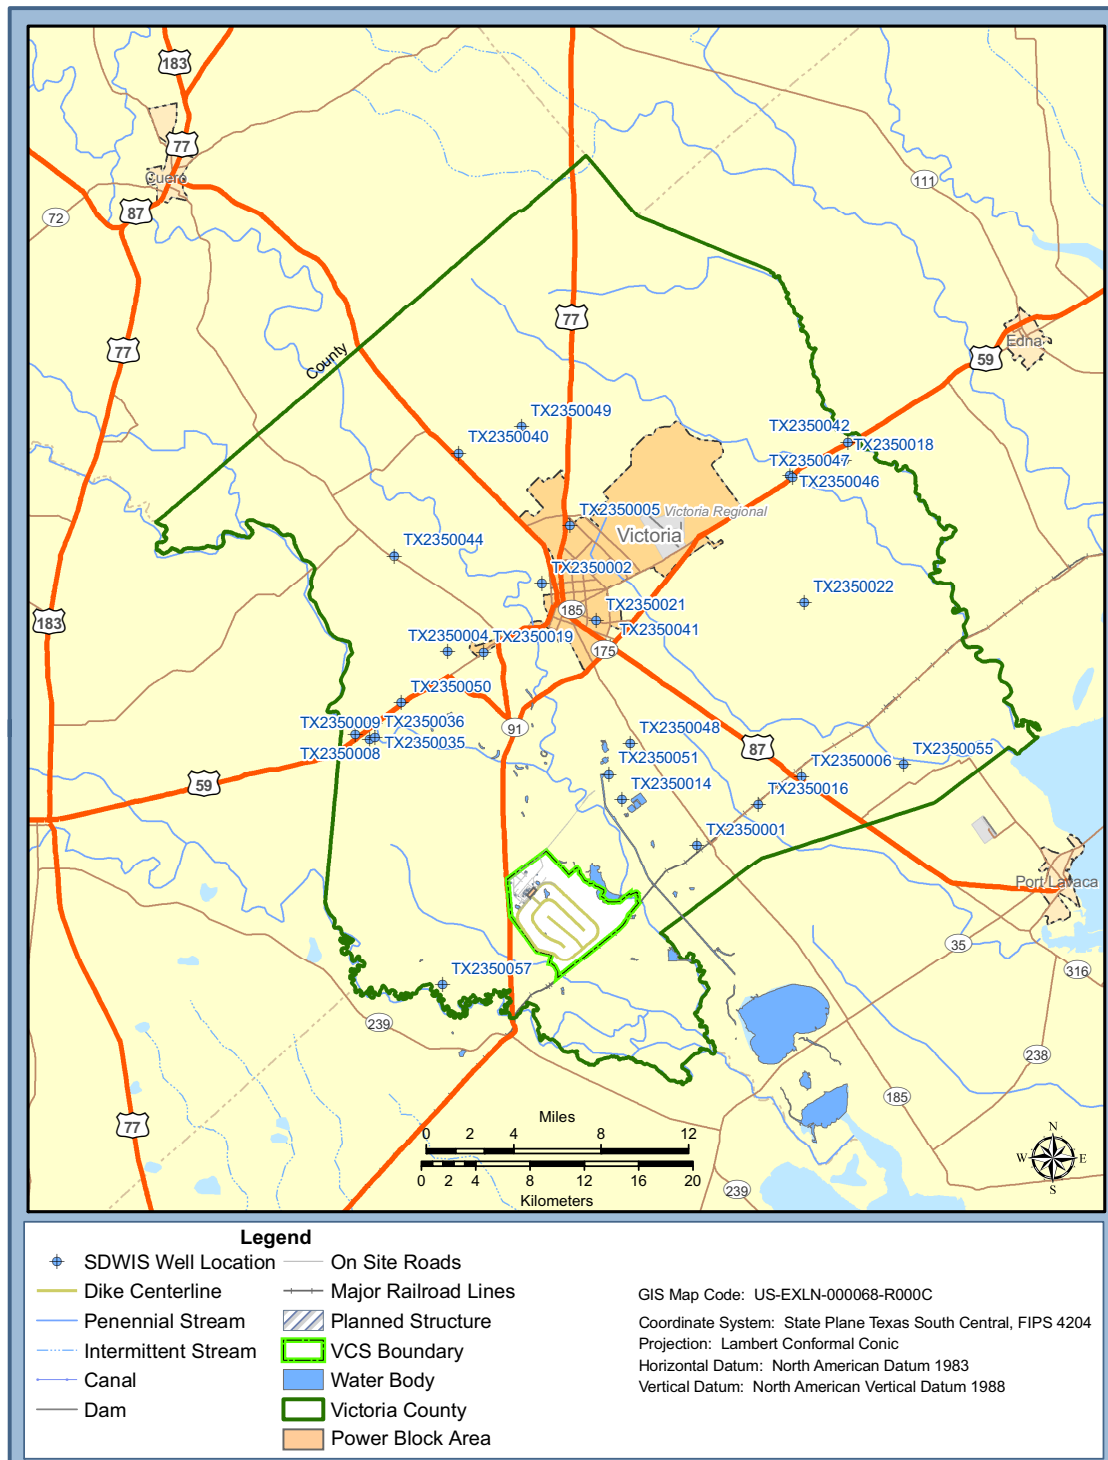 183
77
Cuero
87
72
111
77
77
Edna
59
County
TX2350049
TX2350040
TX2350042
TX2350018
TX2350047
TX2350046
TX2350005
Victoria Regional
Victoria
TX2350044
TX2350002
TX2350022
185
TX2350021
183
TX2350041
TX2350004
TX2350019
175
TX2350050
TX2350009
TX2350036
91
TX2350048
TX2350008
TX2350035
87
TX2350051
TX2350006
TX2350055
59
TX2350014
TX2350016
TX2350001
Port Lavaca
35
TX2350057
316
239
238
185
77
239
Miles
0 2 4 8 12
0 2 4 8 12 16 20
Kilometers
N
W E
S
Legend
SDWIS Well Location
On Site Roads
Dike Centerline
Major Railroad Lines
Penennial Stream
Planned Structure
Intermittent Stream
VCS Boundary
Canal
Water Body
Dam
Victoria County
Power Block Area
GIS Map Code: US-EXLN-000068-R000C
Coordinate System: State Plane Texas South Central, FIPS 4204
Projection: Lambert Conformal Conic
Horizontal Datum: North American Datum 1983
Vertical Datum: North American Vertical Datum 1988